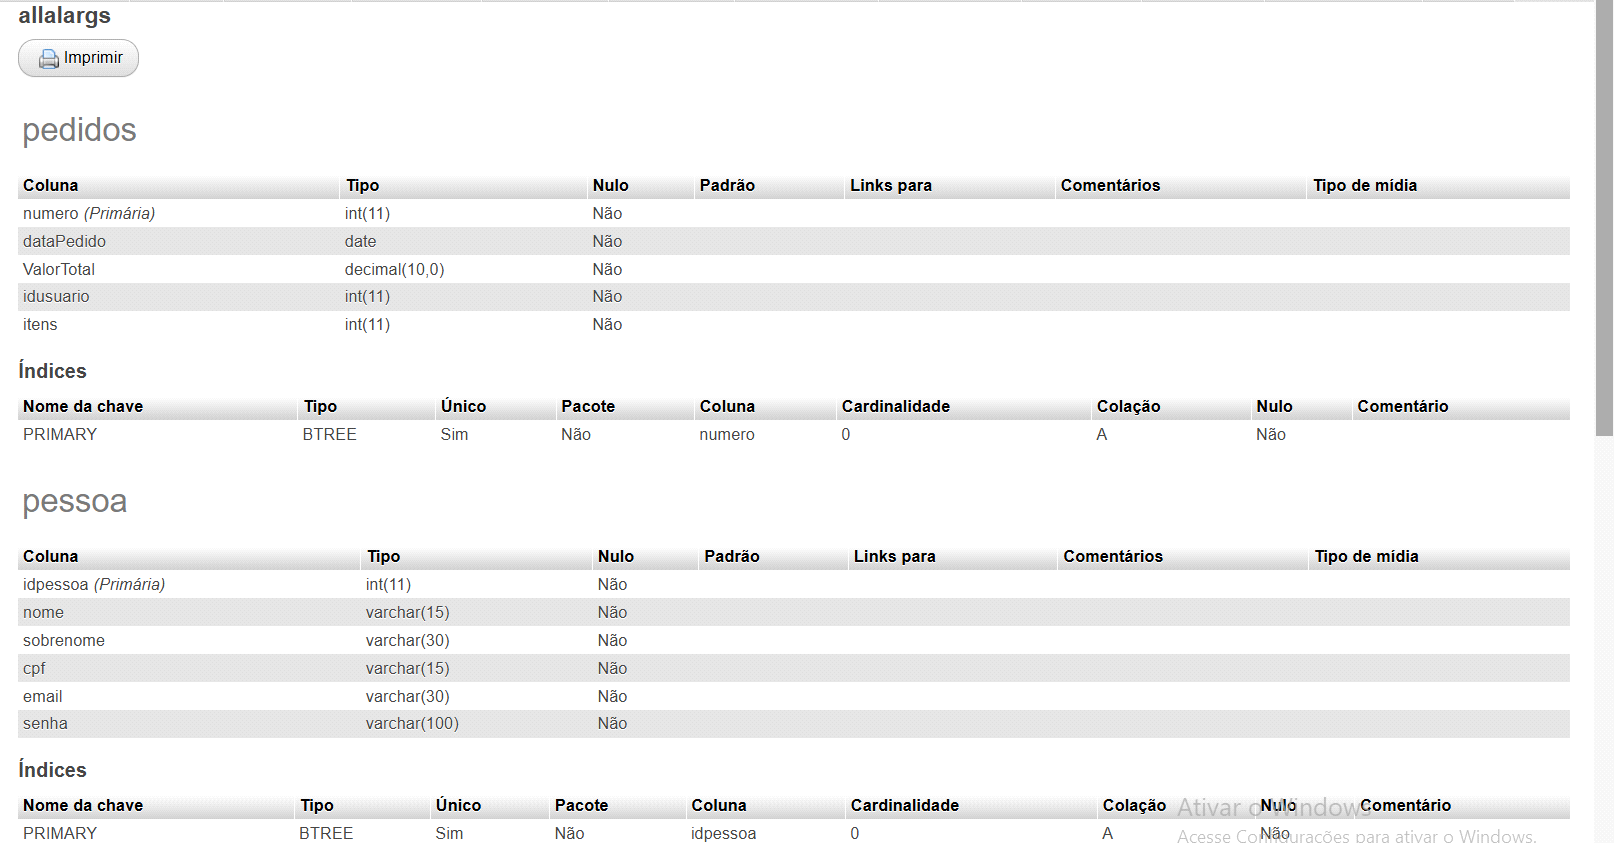 allalargs
Imprimir
pedidos
Coluna Tipo Nulo Padrão Links para Comentários Tipo de mídia
numero (Primária) int(11) Não
dataPedido date Não
ValorTotal decimal(10,0) Não
idusuario int(11) Não
itens int(11) Não
Índices
Nome da chave Tipo Único Pacote Coluna Cardinalidade Colação Nulo Comentário
PRIMARY BTREE Sim Não numero 0 A Não
pessoa
Coluna Tipo Nulo Padrão Links para Comentários Tipo de mídia
idpessoa (Primária) int(11) Não
nome varchar(15) Não
sobrenome varchar(30) Não
cpf varchar(15) Não
email varchar(30) Não
senha varchar(100) Não
Índices
Nome da chave Tipo Único Pacote Coluna Cardinalidade Colação Nulo Comentário
PRIMARY BTREE Sim Não idpessoa 0 A Não
Ativar o Windows
Acesse Configurações para ativar o Windows.